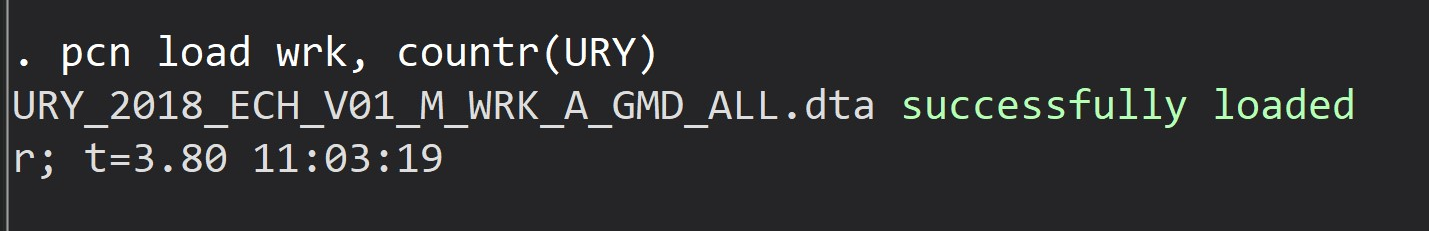 . pcn load wrk, countr(URY)
URY_2018_ECH_V01_M_WRK_A_GMD_ALL.dta successfully loaded
r; t=3.80 11:03:19